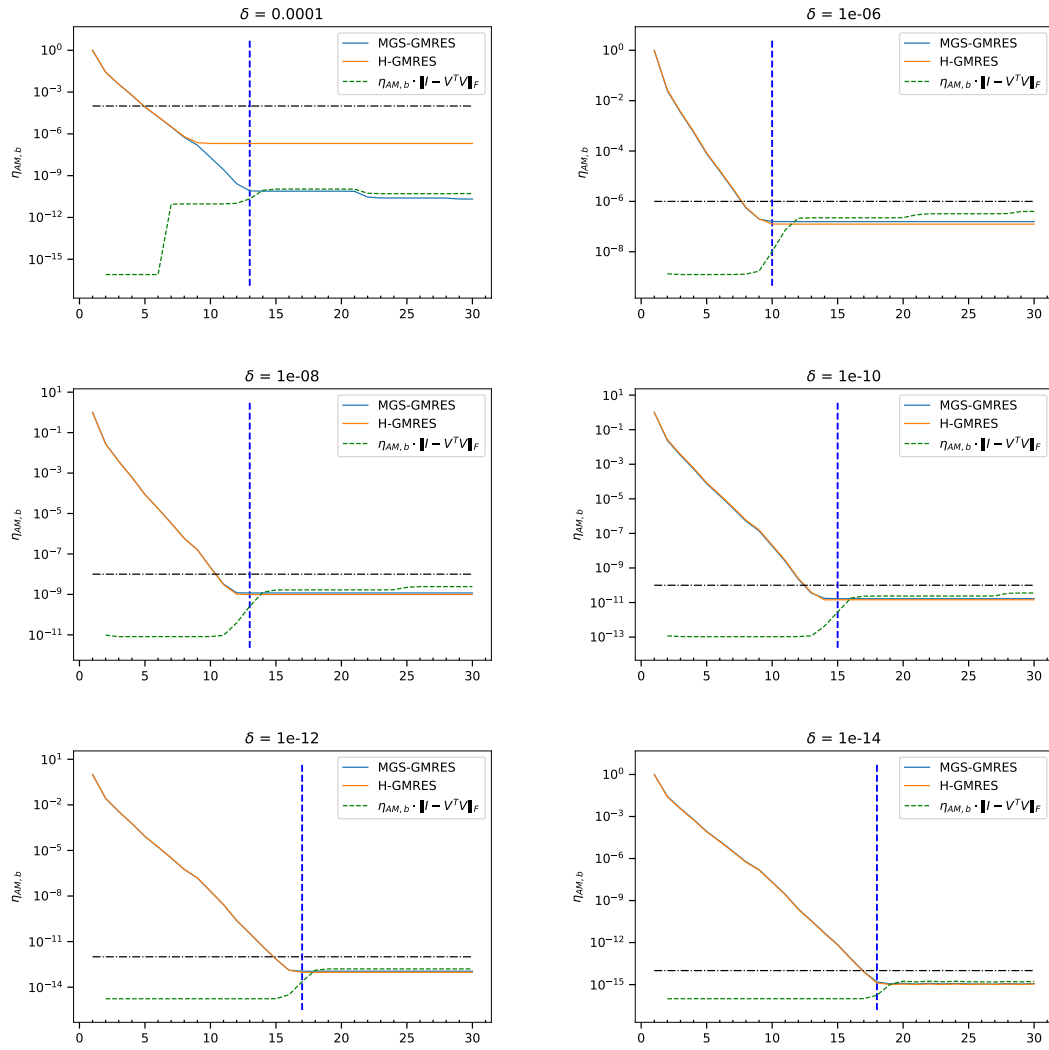 δ = 0.0001
MGS-GMRES
H-GMRES
η_{AM,b} · ‖I − V^T V‖_F
η_{AM,b}
10^0
10^{-3}
10^{-6}
10^{-9}
10^{-12}
10^{-15}
0 5 10 15 20 25 30
δ = 1e-06
MGS-GMRES
H-GMRES
η_{AM,b} · ‖I − V^T V‖_F
η_{AM,b}
10^0
10^{-2}
10^{-4}
10^{-6}
10^{-8}
0 5 10 15 20 25 30
δ = 1e-08
MGS-GMRES
H-GMRES
η_{AM,b} · ‖I − V^T V‖_F
η_{AM,b}
10^1
10^{-1}
10^{-3}
10^{-5}
10^{-7}
10^{-9}
10^{-11}
0 5 10 15 20 25 30
δ = 1e-10
MGS-GMRES
H-GMRES
η_{AM,b} · ‖I − V^T V‖_F
η_{AM,b}
10^1
10^{-1}
10^{-3}
10^{-5}
10^{-7}
10^{-9}
10^{-11}
10^{-13}
0 5 10 15 20 25 30
δ = 1e-12
MGS-GMRES
H-GMRES
η_{AM,b} · ‖I − V^T V‖_F
η_{AM,b}
10^1
10^{-2}
10^{-5}
10^{-8}
10^{-11}
10^{-14}
0 5 10 15 20 25 30
δ = 1e-14
MGS-GMRES
H-GMRES
η_{AM,b} · ‖I − V^T V‖_F
η_{AM,b}
10^0
10^{-3}
10^{-6}
10^{-9}
10^{-12}
10^{-15}
0 5 10 15 20 25 30